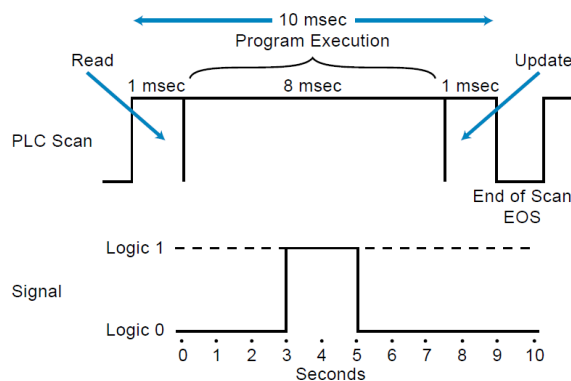 10 msec
Program Execution
Read
Update
1 msec
8 msec
1 msec
PLC Scan
End of Scan
EOS
Logic 1
Signal
Logic 0
0 1 2 3 4 5 6 7 8 9 10
Seconds